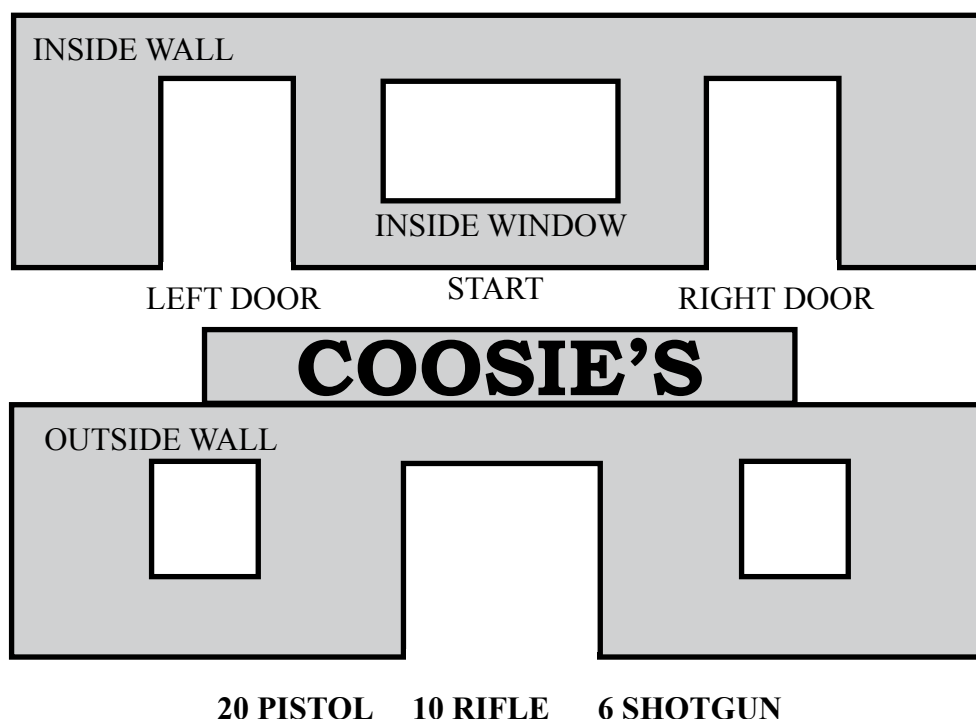 INSIDE WALL
INSIDE WINDOW
START
LEFT DOOR
RIGHT DOOR
COOSIE’S
OUTSIDE WALL
20 PISTOL 10 RIFLE 6 SHOTGUN